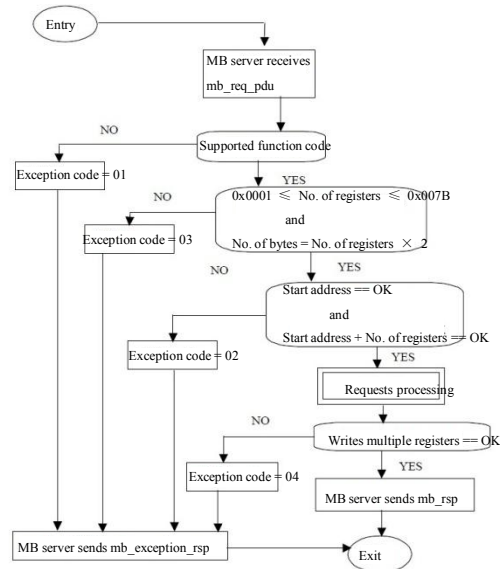 Entry
MB server receives
mb_req_pdu
NO
Supported function code
Exception code = 01
YES
NO
0x0001 ≤ No. of registers ≤ 0x007B
and
No. of bytes = No. of registers × 2
Exception code = 03
NO
YES
Start address == OK
and
Start address + No. of registers == OK
Exception code = 02
YES
Requests processing
NO
Writes multiple registers == OK
YES
Exception code = 04
MB server sends mb_rsp
MB server sends mb_exception_rsp
Exit